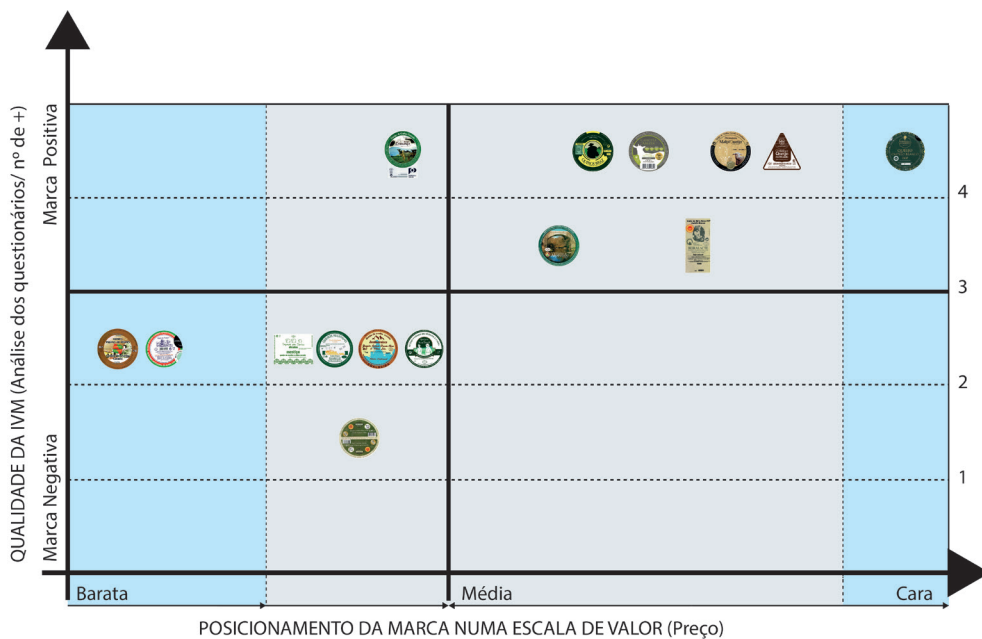 QUALIDADE DA IVM (Análise dos questionários/ nº de +)
Marca Positiva
Marca Negativa
4
3
2
1
Barata
Média
Cara
POSICIONAMENTO DA MARCA NUMA ESCALA DE VALOR (Preço)